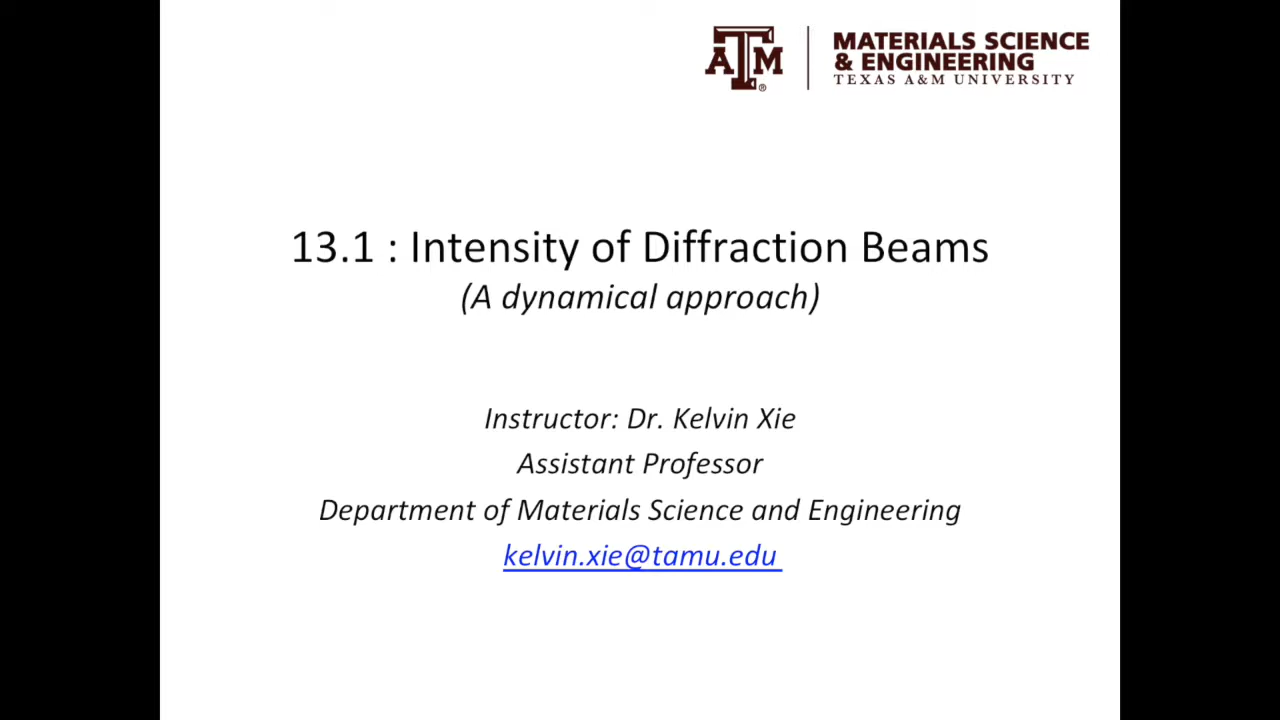 ATM
®
MATERIALS SCIENCE
& ENGINEERING
TEXAS A&M UNIVERSITY
13.1 : Intensity of Diffraction Beams
(A dynamical approach)
Instructor: Dr. Kelvin Xie
Assistant Professor
Department of Materials Science and Engineering
kelvin.xie@tamu.edu